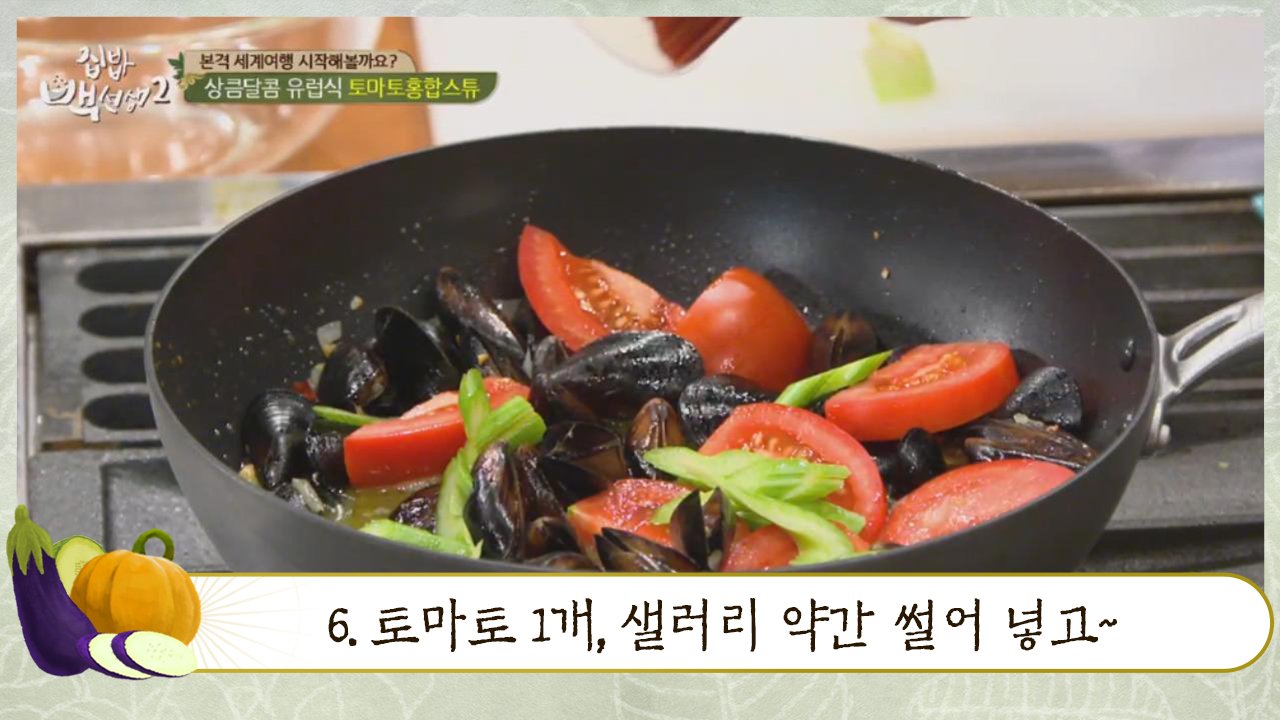 집밥
백선생2
본격 세계여행 시작해볼까요?
상큼달콤 유럽식 토마토홍합스튜
6. 토마토 1개, 샐러리 약간 썰어 넣고~